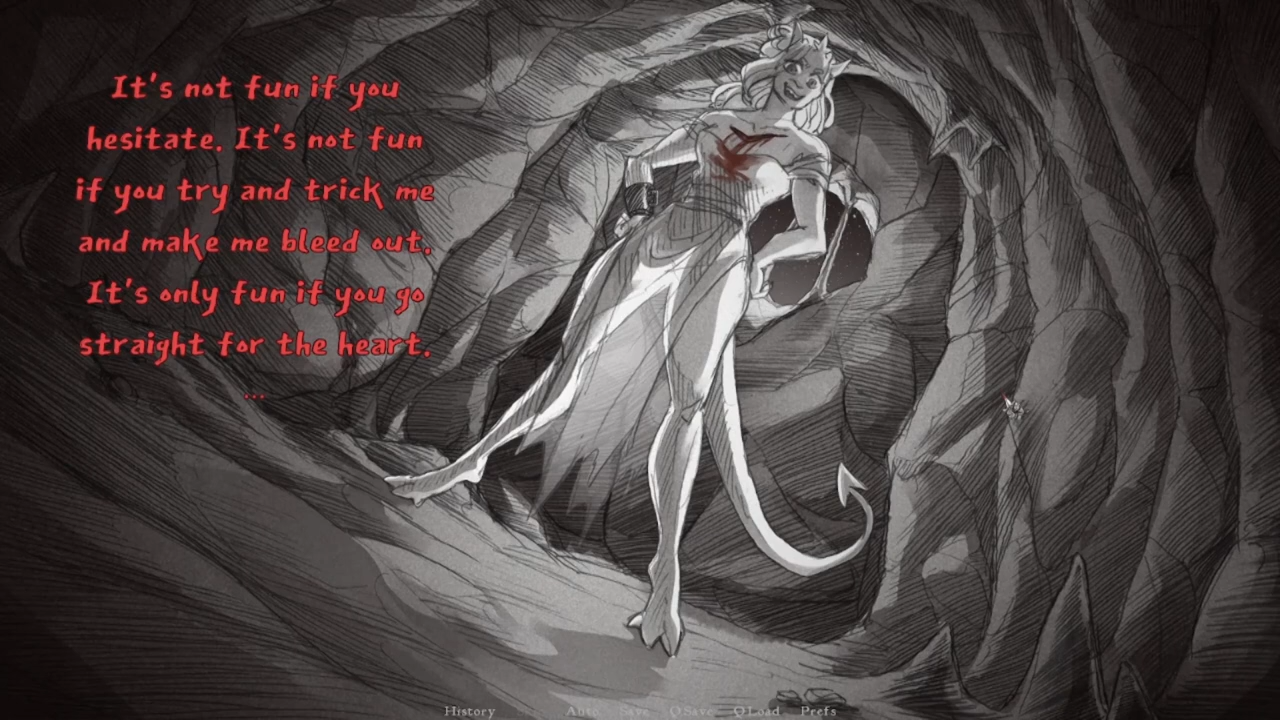 It's not fun if you
hesitate. It's not fun
if you try and trick me
and make me bleed out.
It's only fun if you go
straight for the heart.
...
History Auto Save Q.Save Q.Load Prefs